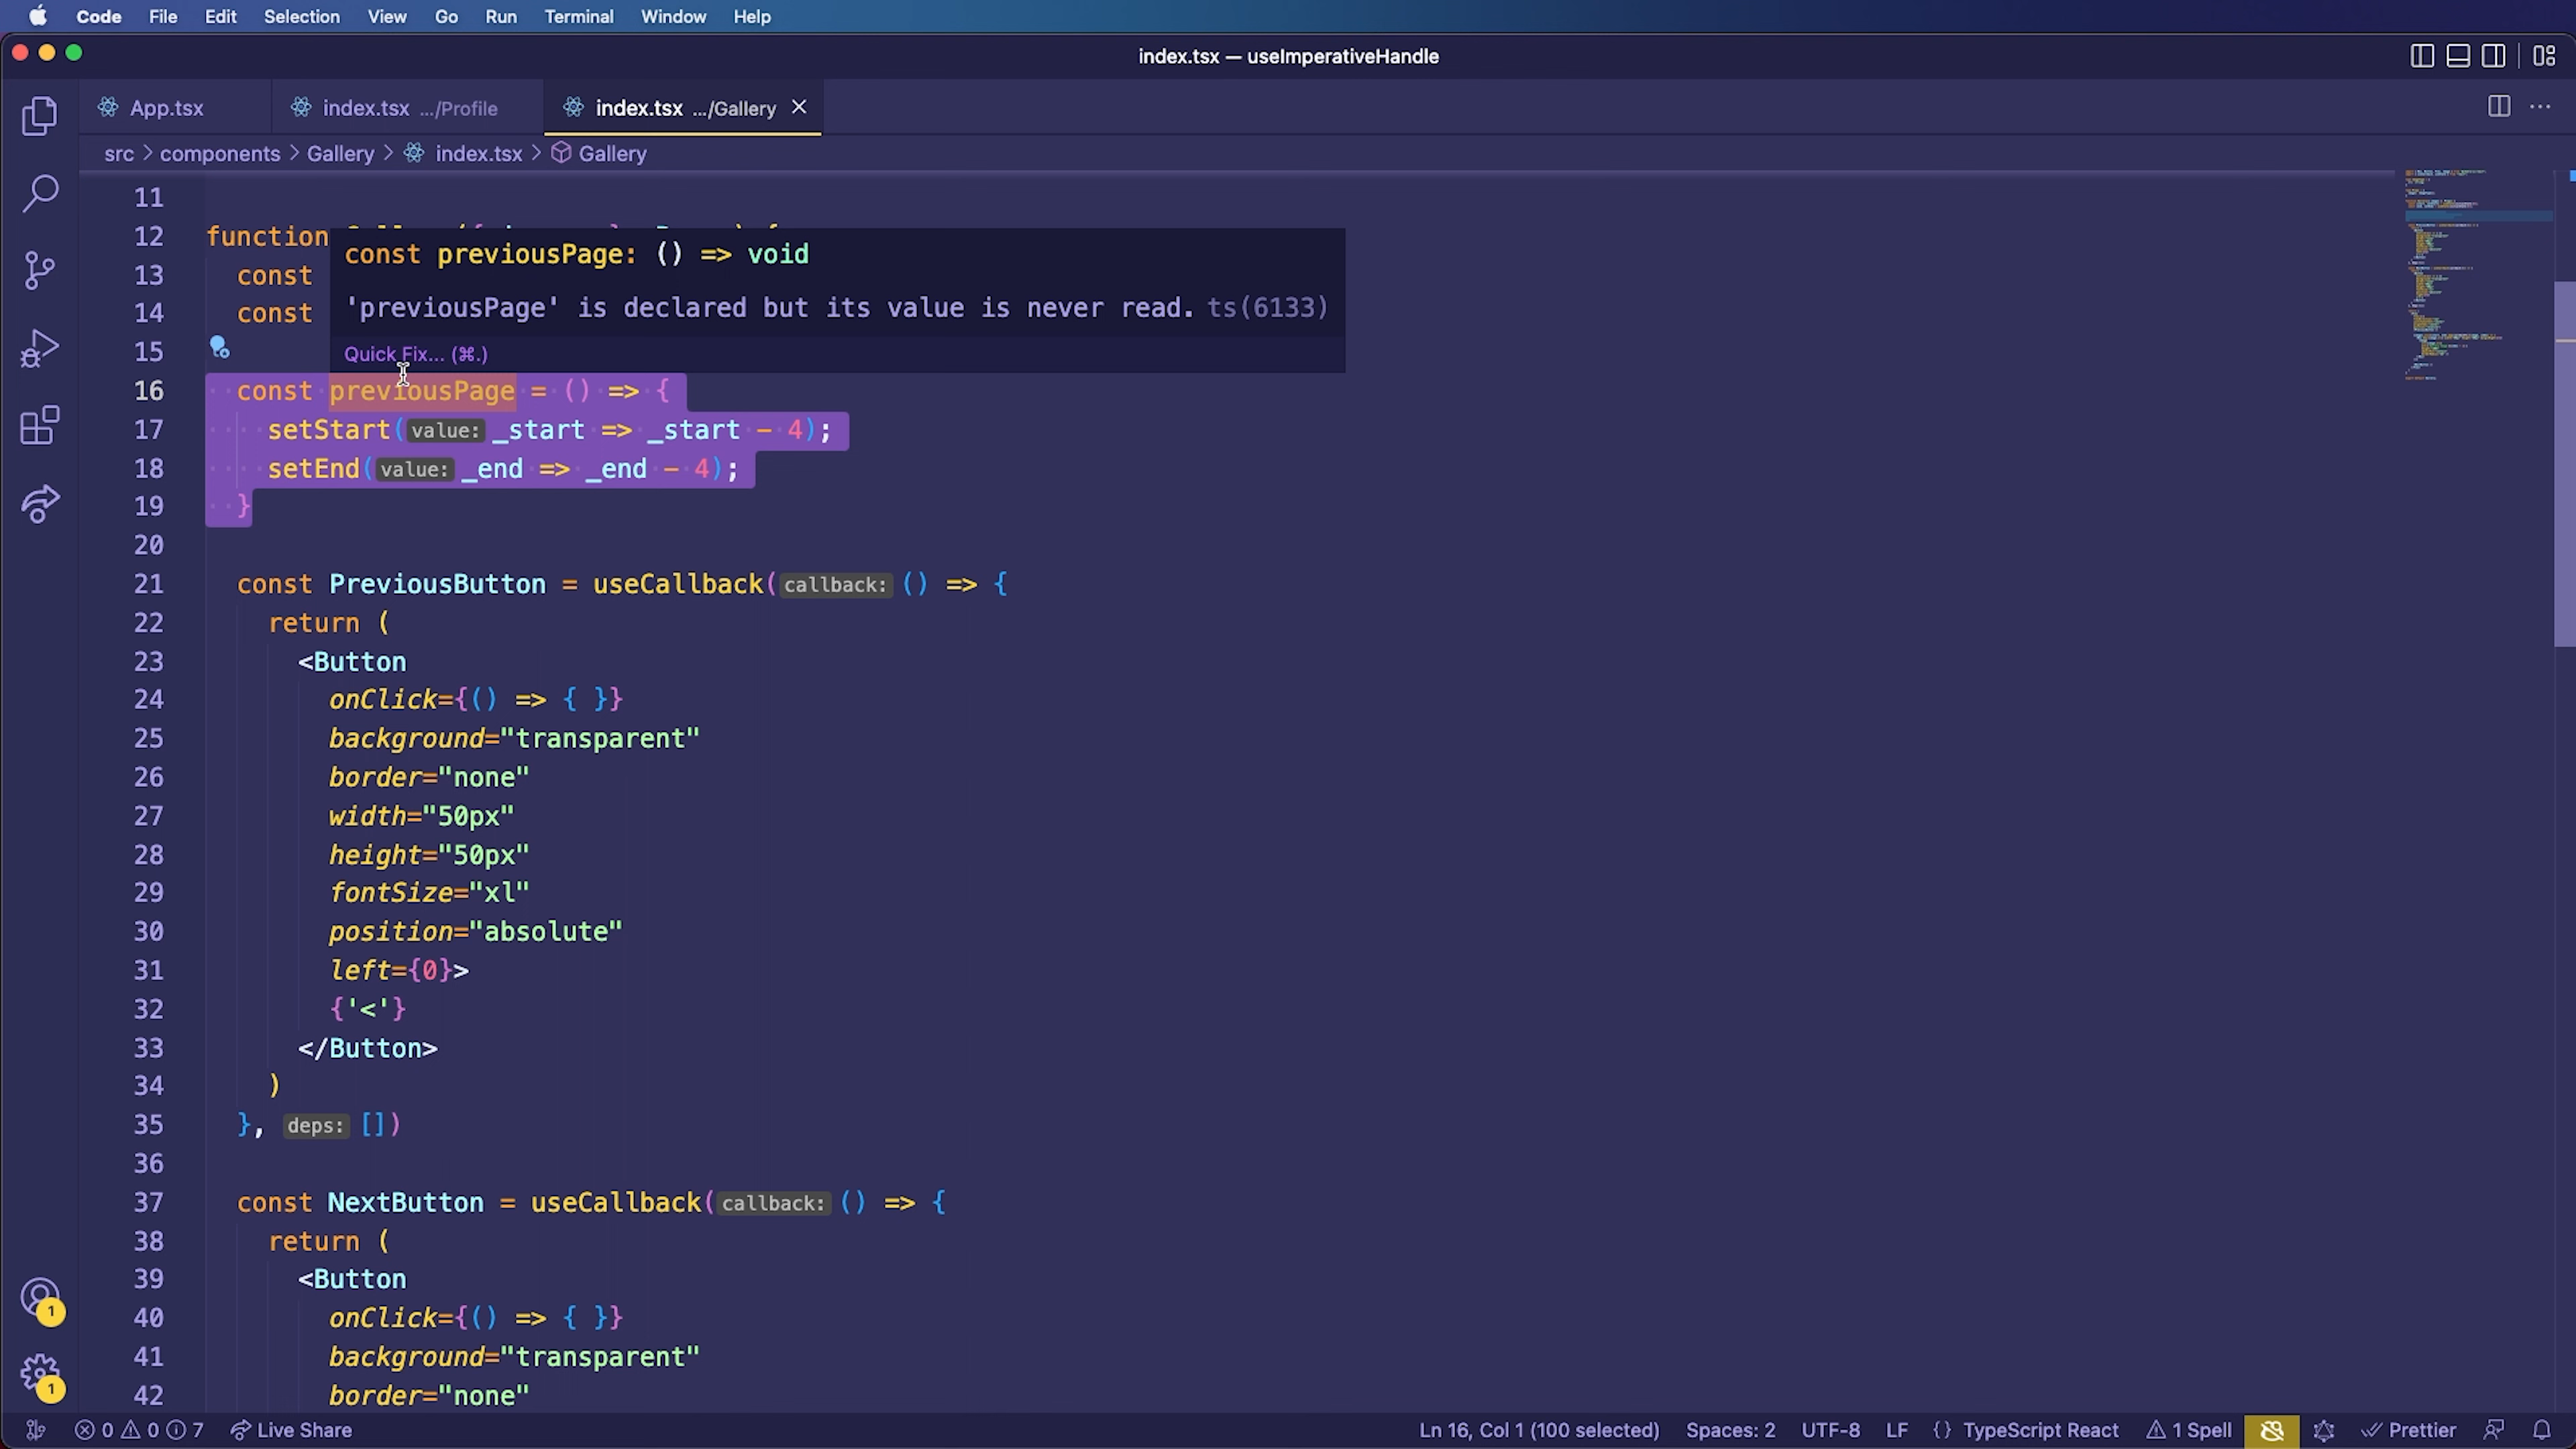 Code File Edit Selection View Go Run Terminal Window Help
index.tsx — useImperativeHandle
App.tsx index.tsx .../Profile index.tsx .../Gallery
src > components > Gallery > index.tsx > Gallery
11
12 function
13 const
14 const
15
const previousPage: () => void
'previousPage' is declared but its value is never read. ts(6133)
Quick Fix... (⌘.)
16 const previousPage = () => {
17 setStart(value: _start => _start - 4);
18 setEnd(value: _end => _end - 4);
19 }
20
21 const PreviousButton = useCallback(callback: () => {
22 return (
23 <Button
24 onClick={() => { }}
25 background="transparent"
26 border="none"
27 width="50px"
28 height="50px"
29 fontSize="xl"
30 position="absolute"
31 left={0}>
32 {'<'}
33 </Button>
34 )
35 }, deps: [])
36
37 const NextButton = useCallback(callback: () => {
38 return (
39 <Button
40 onClick={() => { }}
41 background="transparent"
42 border="none"
1
1
0 0 7 Live Share Ln 16, Col 1 (100 selected) Spaces: 2 UTF-8 LF {} TypeScript React 1 Spell Prettier